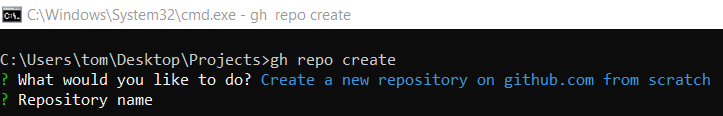 C:\Windows\System32\cmd.exe - gh  repo create
C:\Users\tom\Desktop\Projects>gh repo create
? What would you like to do? Create a new repository on github.com from scratch
? Repository name